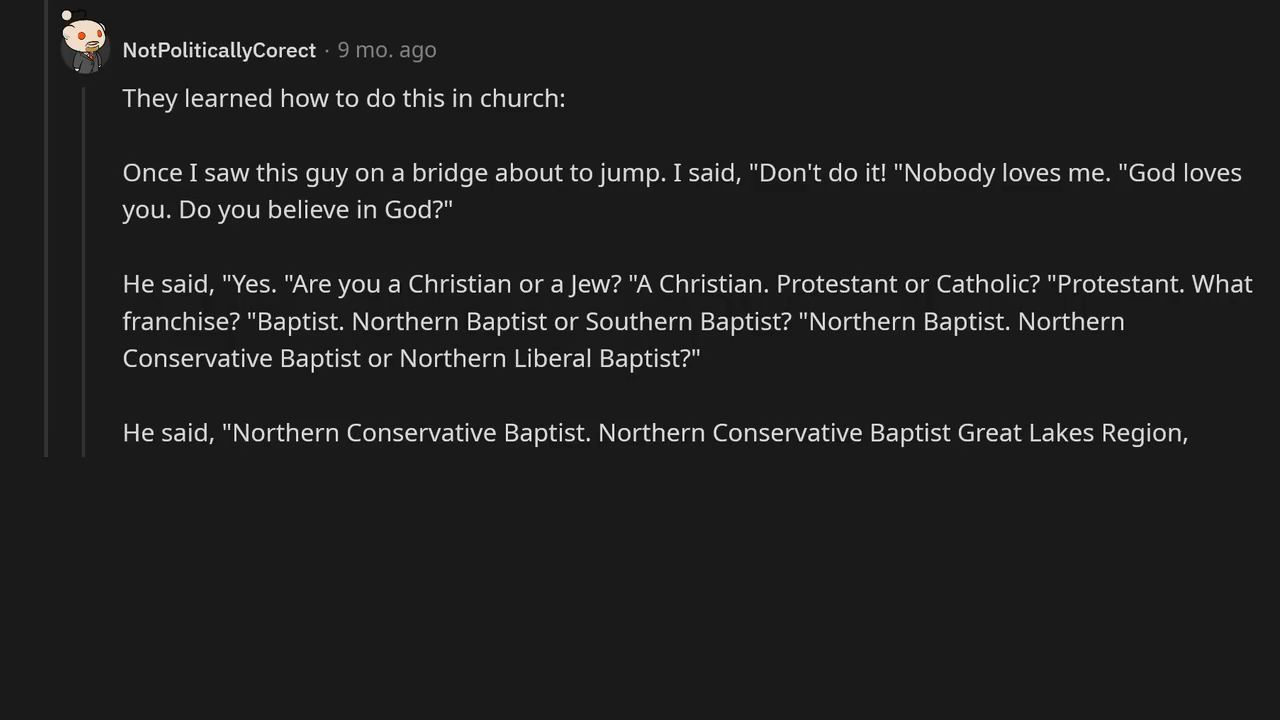 NotPoliticallyCorect · 9 mo. ago
They learned how to do this in church:
Once I saw this guy on a bridge about to jump. I said, "Don't do it! "Nobody loves me. "God loves
you. Do you believe in God?"
He said, "Yes. "Are you a Christian or a Jew? "A Christian. Protestant or Catholic? "Protestant. What
franchise? "Baptist. Northern Baptist or Southern Baptist? "Northern Baptist. Northern
Conservative Baptist or Northern Liberal Baptist?"
He said, "Northern Conservative Baptist. Northern Conservative Baptist Great Lakes Region,